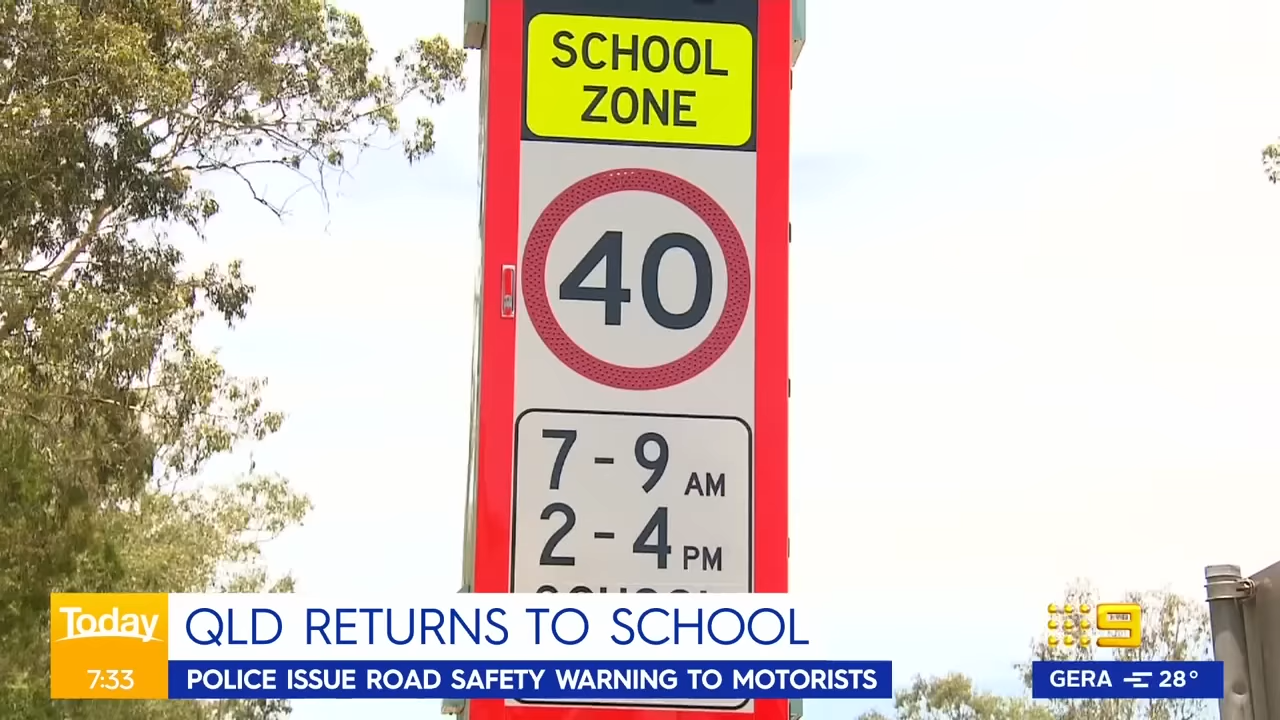 SCHOOL
ZONE
40
7 - 9 AM
2 - 4 PM
SCHOOL
Today
7:33
QLD RETURNS TO SCHOOL
POLICE ISSUE ROAD SAFETY WARNING TO MOTORISTS
9
GERA 28°